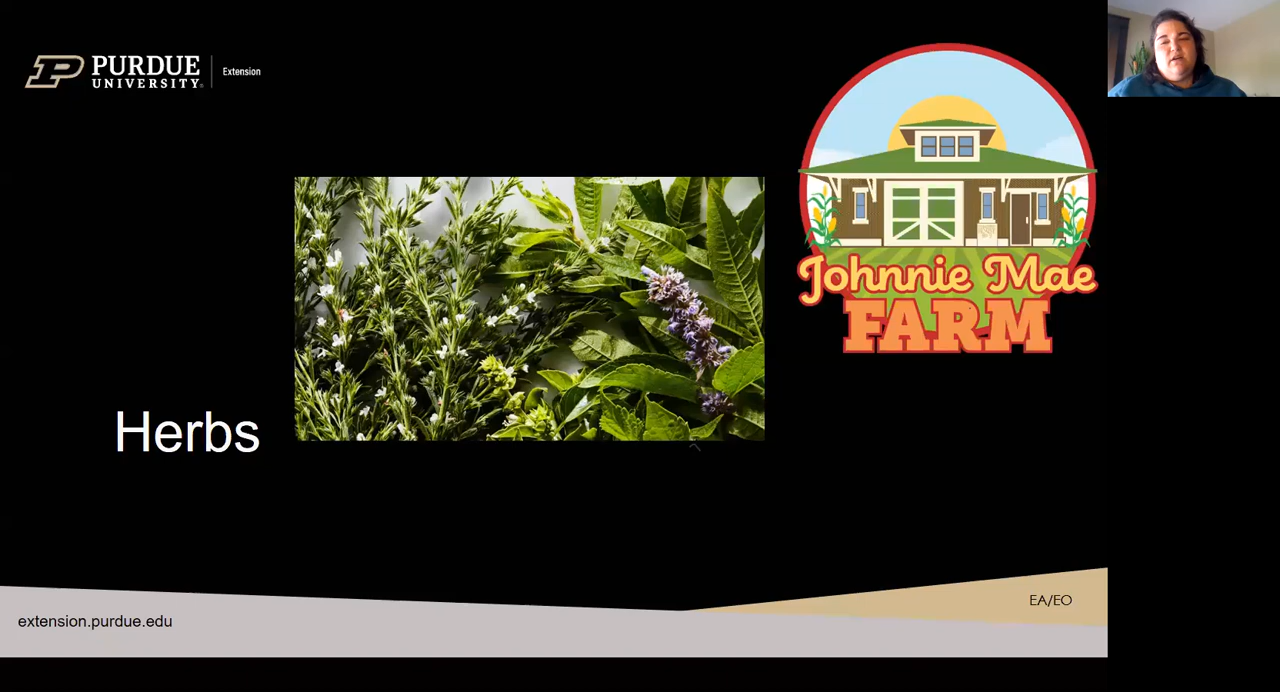 PURDUE
UNIVERSITY
Extension
Johnnie Mae
FARM
Herbs
EA/EO
extension.purdue.edu